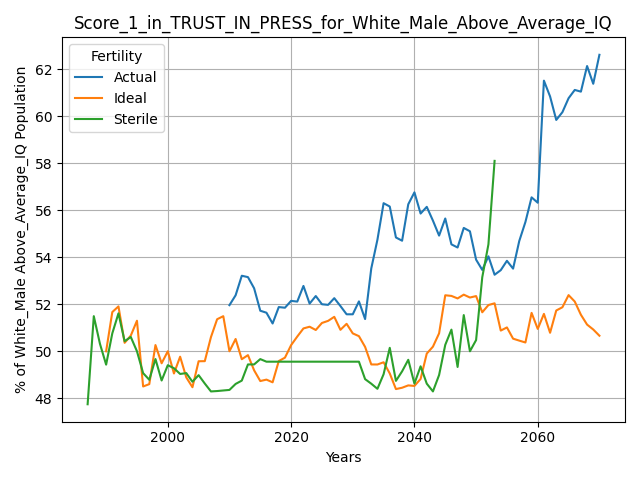 Score_1_in_TRUST_IN_PRESS_for_White_Male_Above_Average_IQ
Fertility
Actual
Ideal
Sterile
% of White_Male Above_Average_IQ Population
62
60
58
56
54
52
50
48
2000
2020
2040
2060
Years